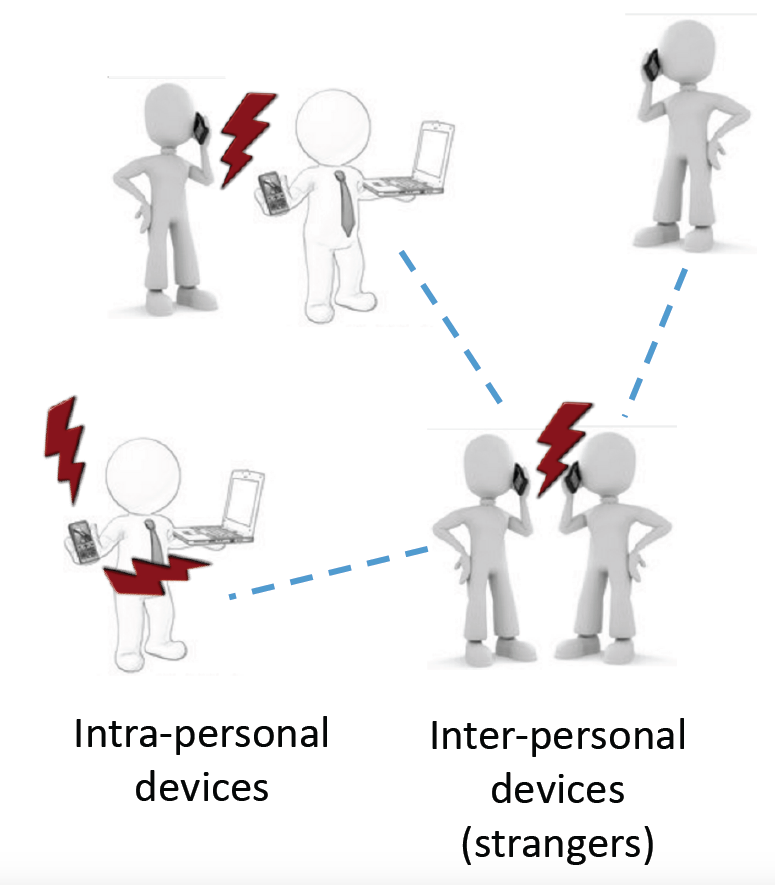 Intra-personal
devices
Inter-personal
devices
(strangers)